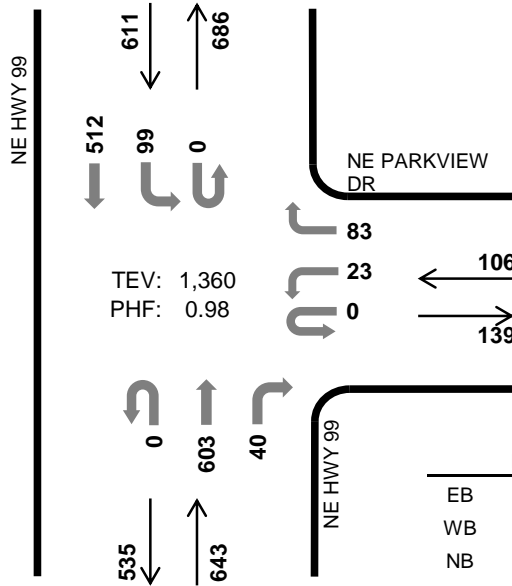 611
686
NE HWY 99
512
99
0
NE PARKVIEW
DR
83
TEV: 1,360
23
106
PHF: 0.98
0
139
0
603
40
NE HWY 99
EB
WB
NB
535
643